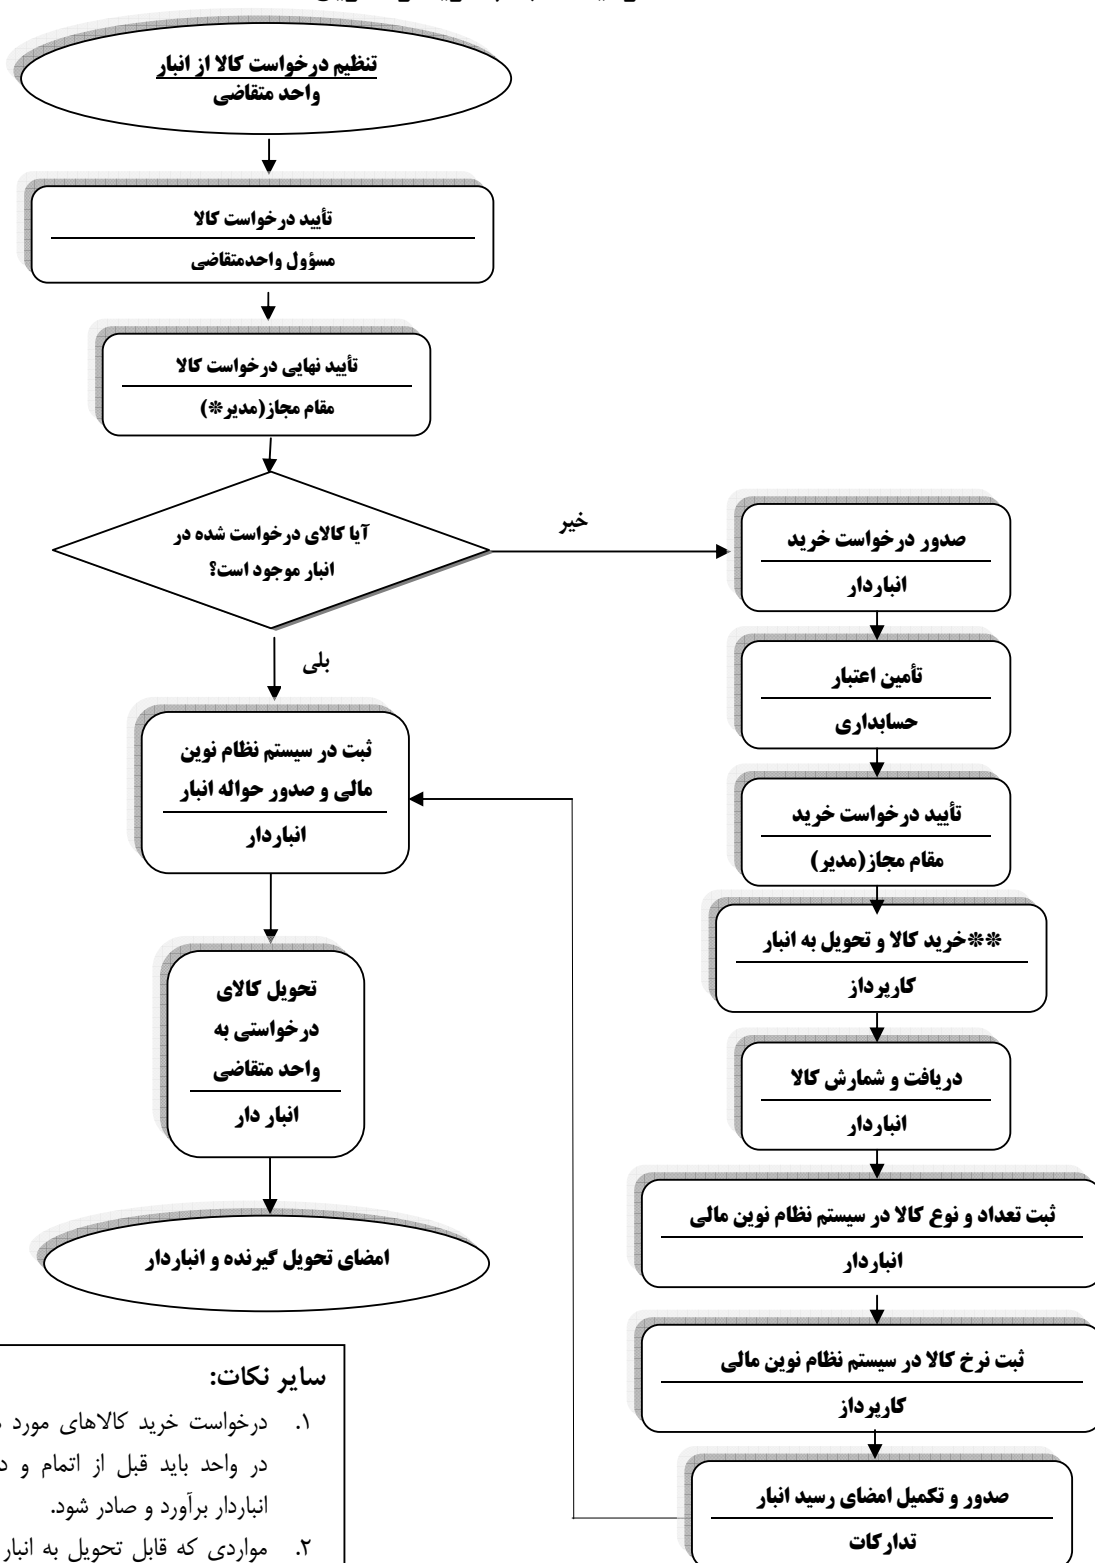 تنظیم درخواست کالا از انبار
واحد متقاضی
تأیید درخواست کالا
مسؤول واحدمتقاضی
تأیید نهایی درخواست کالا
مقام مجاز(مدیر*)
آیا کالای درخواست شده در
انبار موجود است؟
خیر
بلی
ثبت در سیستم نظام نوین
مالی و صدور حواله انبار
انباردار
تحویل کالای
درخواستی به
واحد متقاضی
انبار دار
امضای تحویل گیرنده و انباردار
صدور درخواست خرید
انباردار
تأمین اعتبار
حسابداری
تأیید درخواست خرید
مقام مجاز(مدیر)
**خرید کالا و تحویل به انبار
کارپرداز
دریافت و شمارش کالا
انباردار
ثبت تعداد و نوع کالا در سیستم نظام نوین مالی
انباردار
ثبت نرخ کالا در سیستم نظام نوین مالی
کارپرداز
صدور و تکمیل امضای رسید انبار
تدارکات
سایر نکات:
۱. درخواست خرید کالاهای مورد
در واحد باید قبل از اتمام و
انباردار برآورد و صادر شود.
۲. مواردی که قابل تحویل به انبار